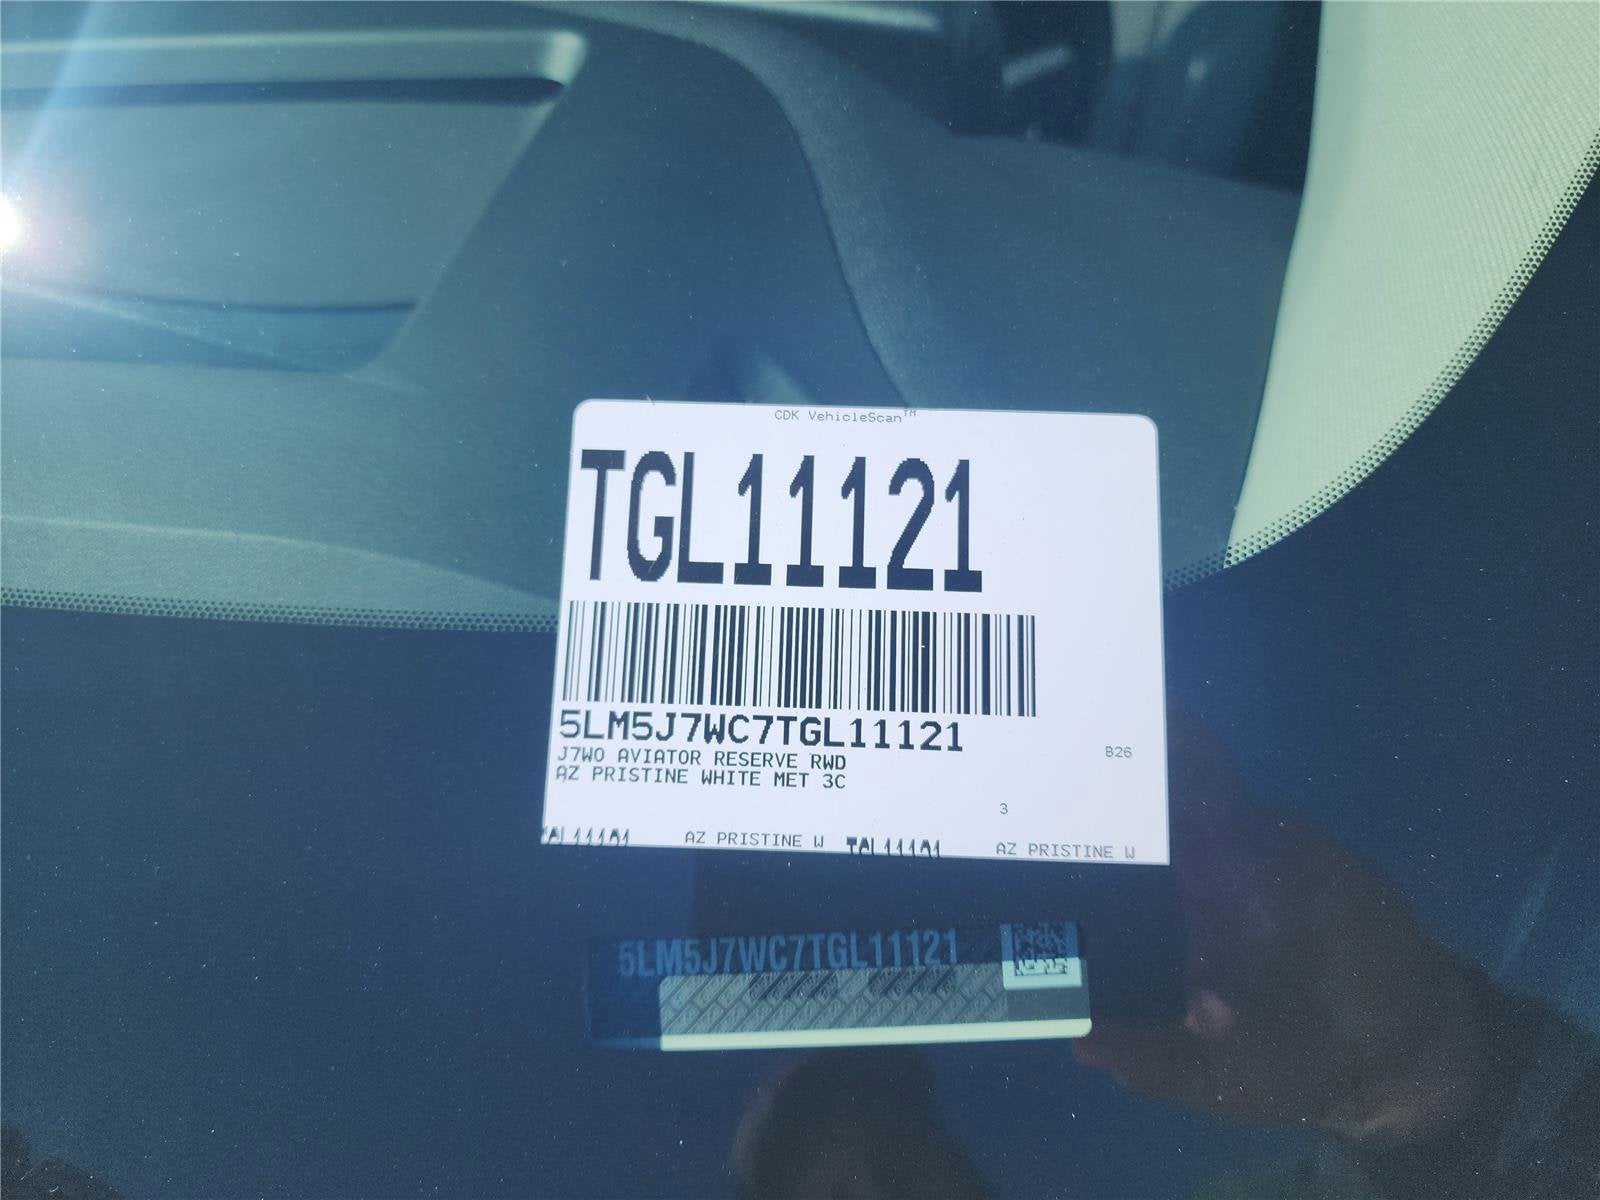 CDK VehicleScan™
TGL11121
5LM5J7WC7TGL11121
J7W0 AVIATOR RESERVE RWD
B26
AZ PRISTINE WHITE MET 3C
3
AZ PRISTINE W
AZ PRISTINE W
5LM5J7WC7TGL11121